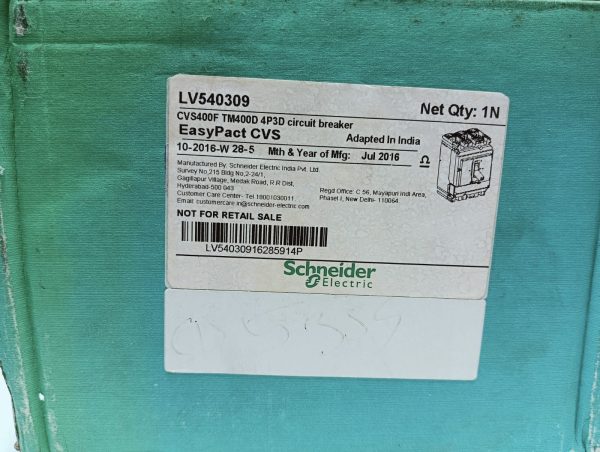 LV540309
Net Qty: 1N
CVS400F TM400D 4P3D circuit breaker
EasyPact CVS
Adapted In India
10-2016-W 28-5 Mth & Year of Mfg: Jul 2016
Manufactured By. Schneider Electric India Pvt. Ltd.
Survey No,215 Bldg No,2-24/1,
Gagillapur Village, Medak Road, R.R Dist,
Hyderabad-500 043
Customer Care Center- Tel 18001030011
Email: customercare.in@schneider-electric.com
Regd Office: C 56, Mayapuri Indl Area,
Phaset I, New Delhi- 110064
NOT FOR RETAIL SALE
LV54030916285914P
Schneider
Electric